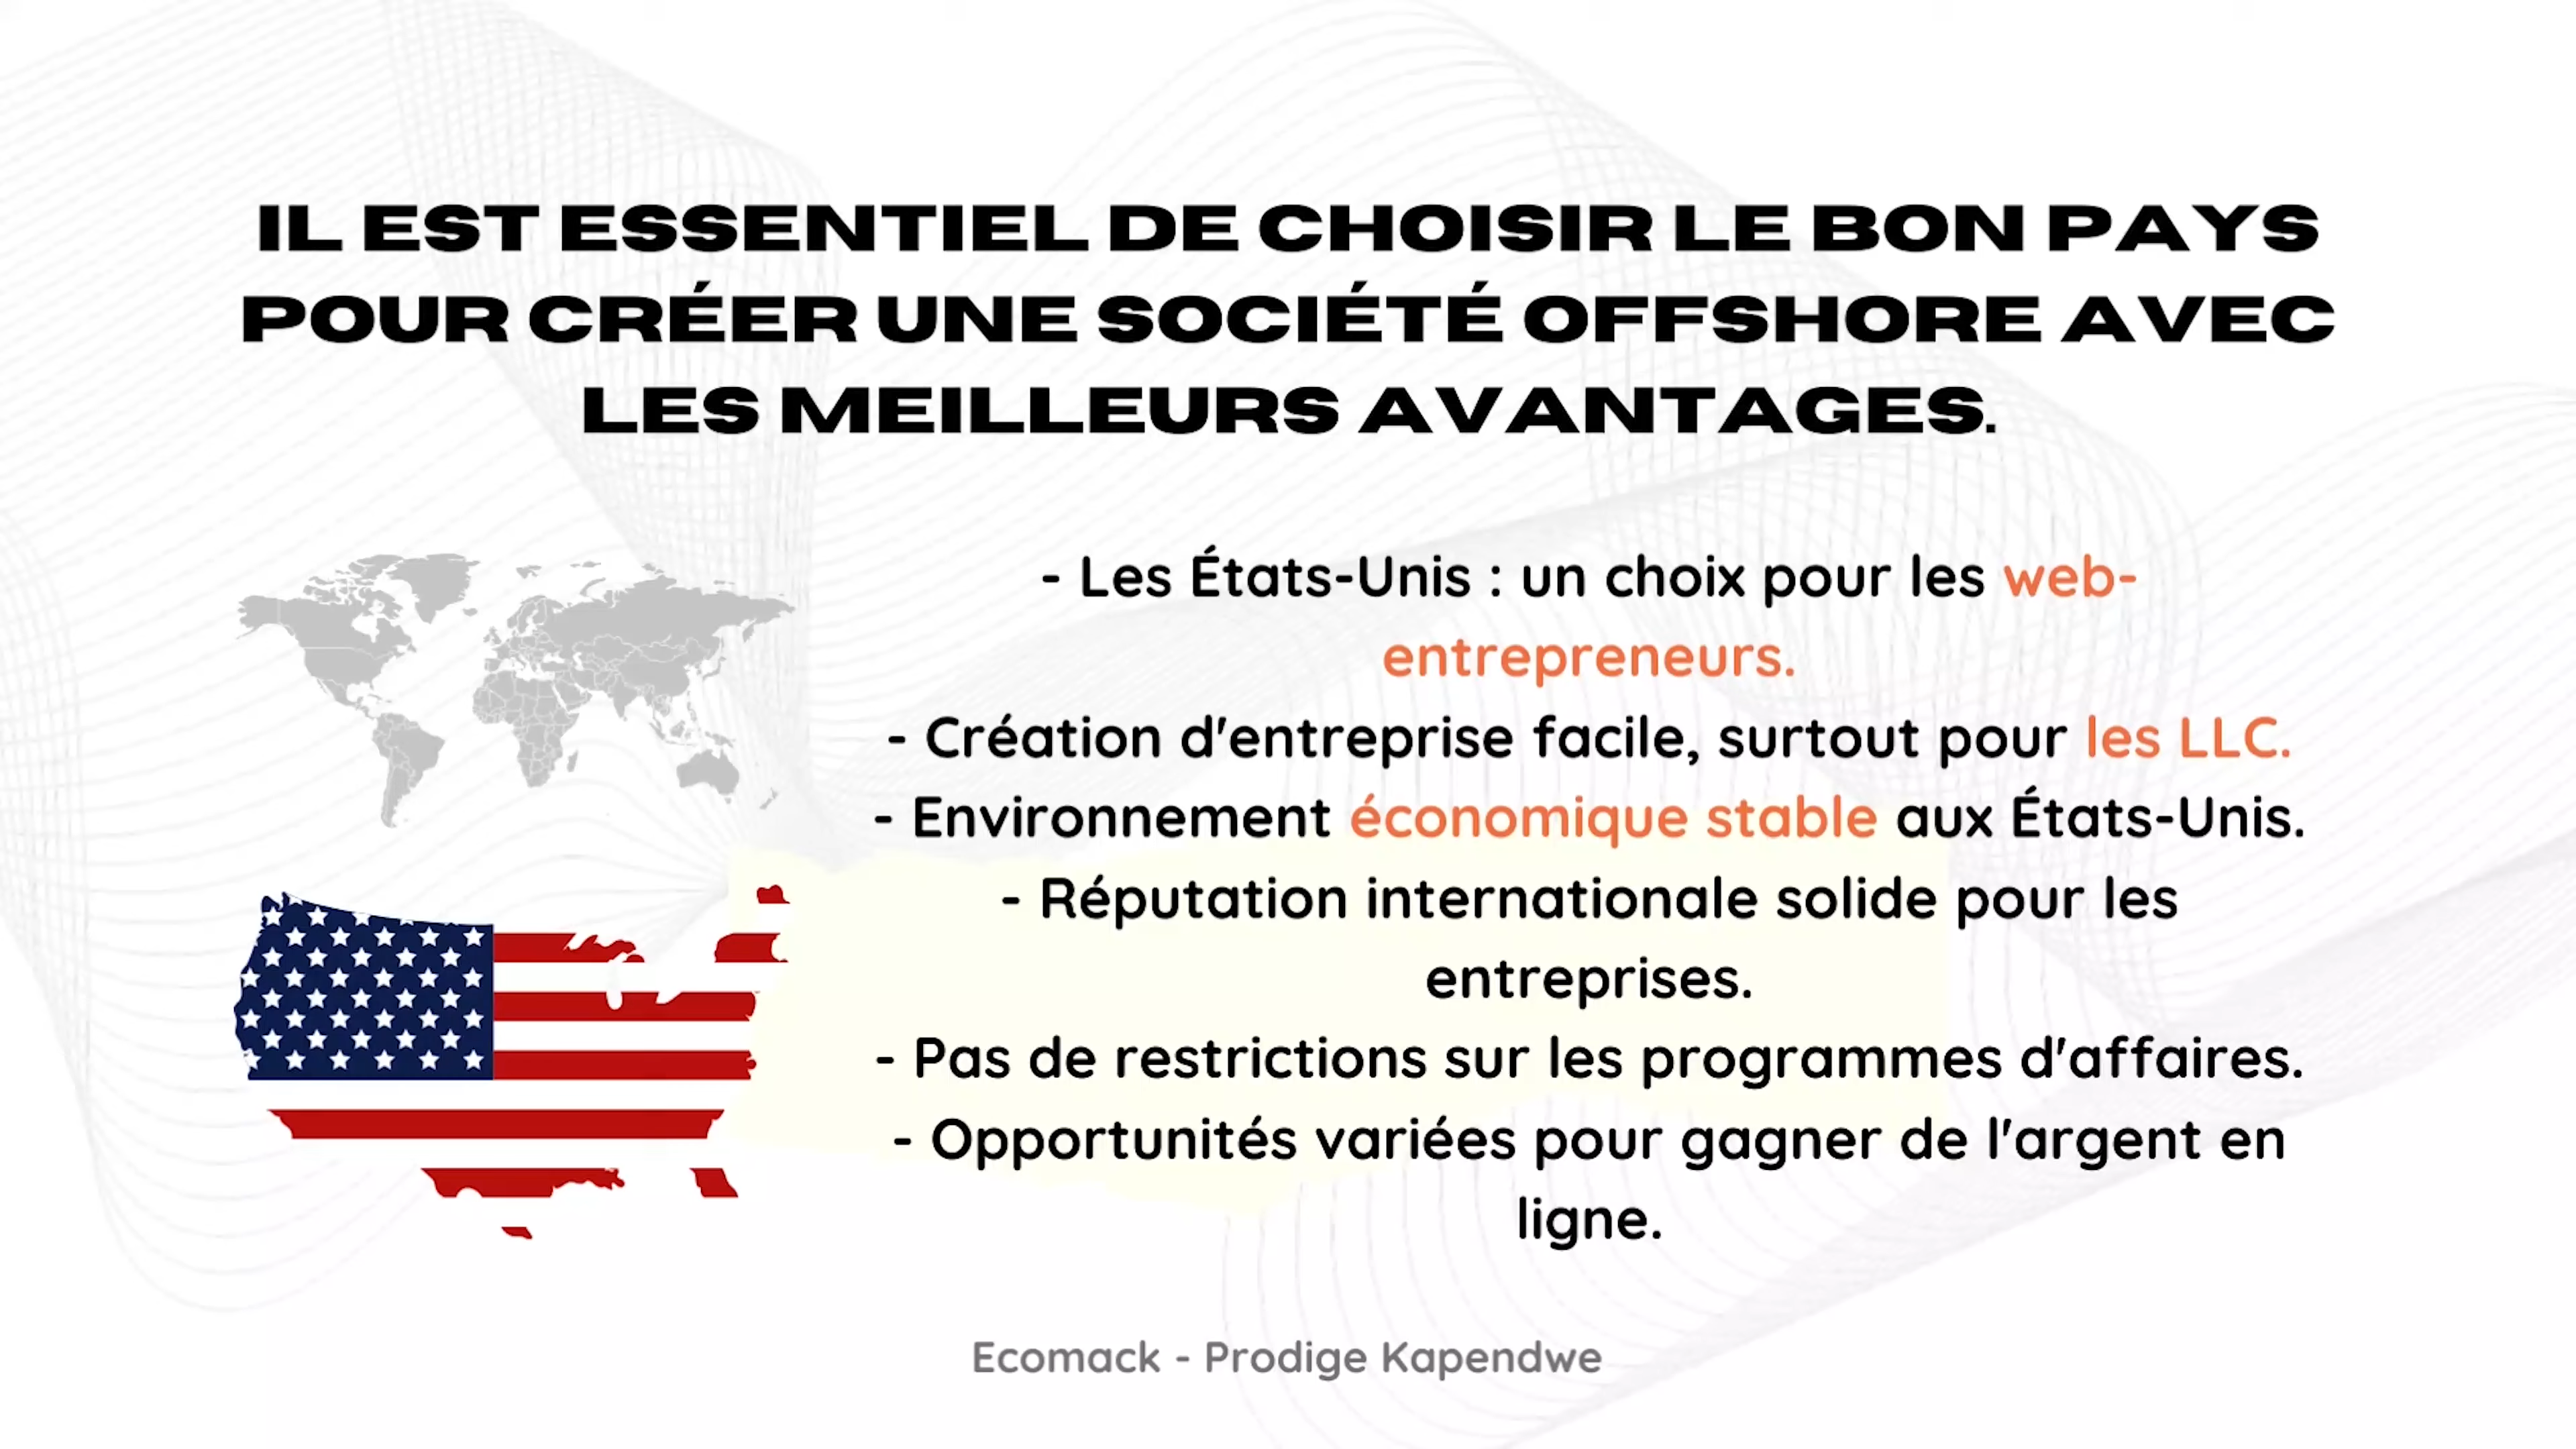 IL EST ESSENTIEL DE CHOISIR LE BON PAYS
POUR CRÉER UNE SOCIÉTÉ OFFSHORE AVEC
LES MEILLEURS AVANTAGES.
- Les États-Unis : un choix pour les web-
entrepreneurs.
- Création d'entreprise facile, surtout pour les LLC.
- Environnement économique stable aux États-Unis.
- Réputation internationale solide pour les
entreprises.
- Pas de restrictions sur les programmes d'affaires.
- Opportunités variées pour gagner de l'argent en
ligne.
Ecomack - Prodige Kapendwe